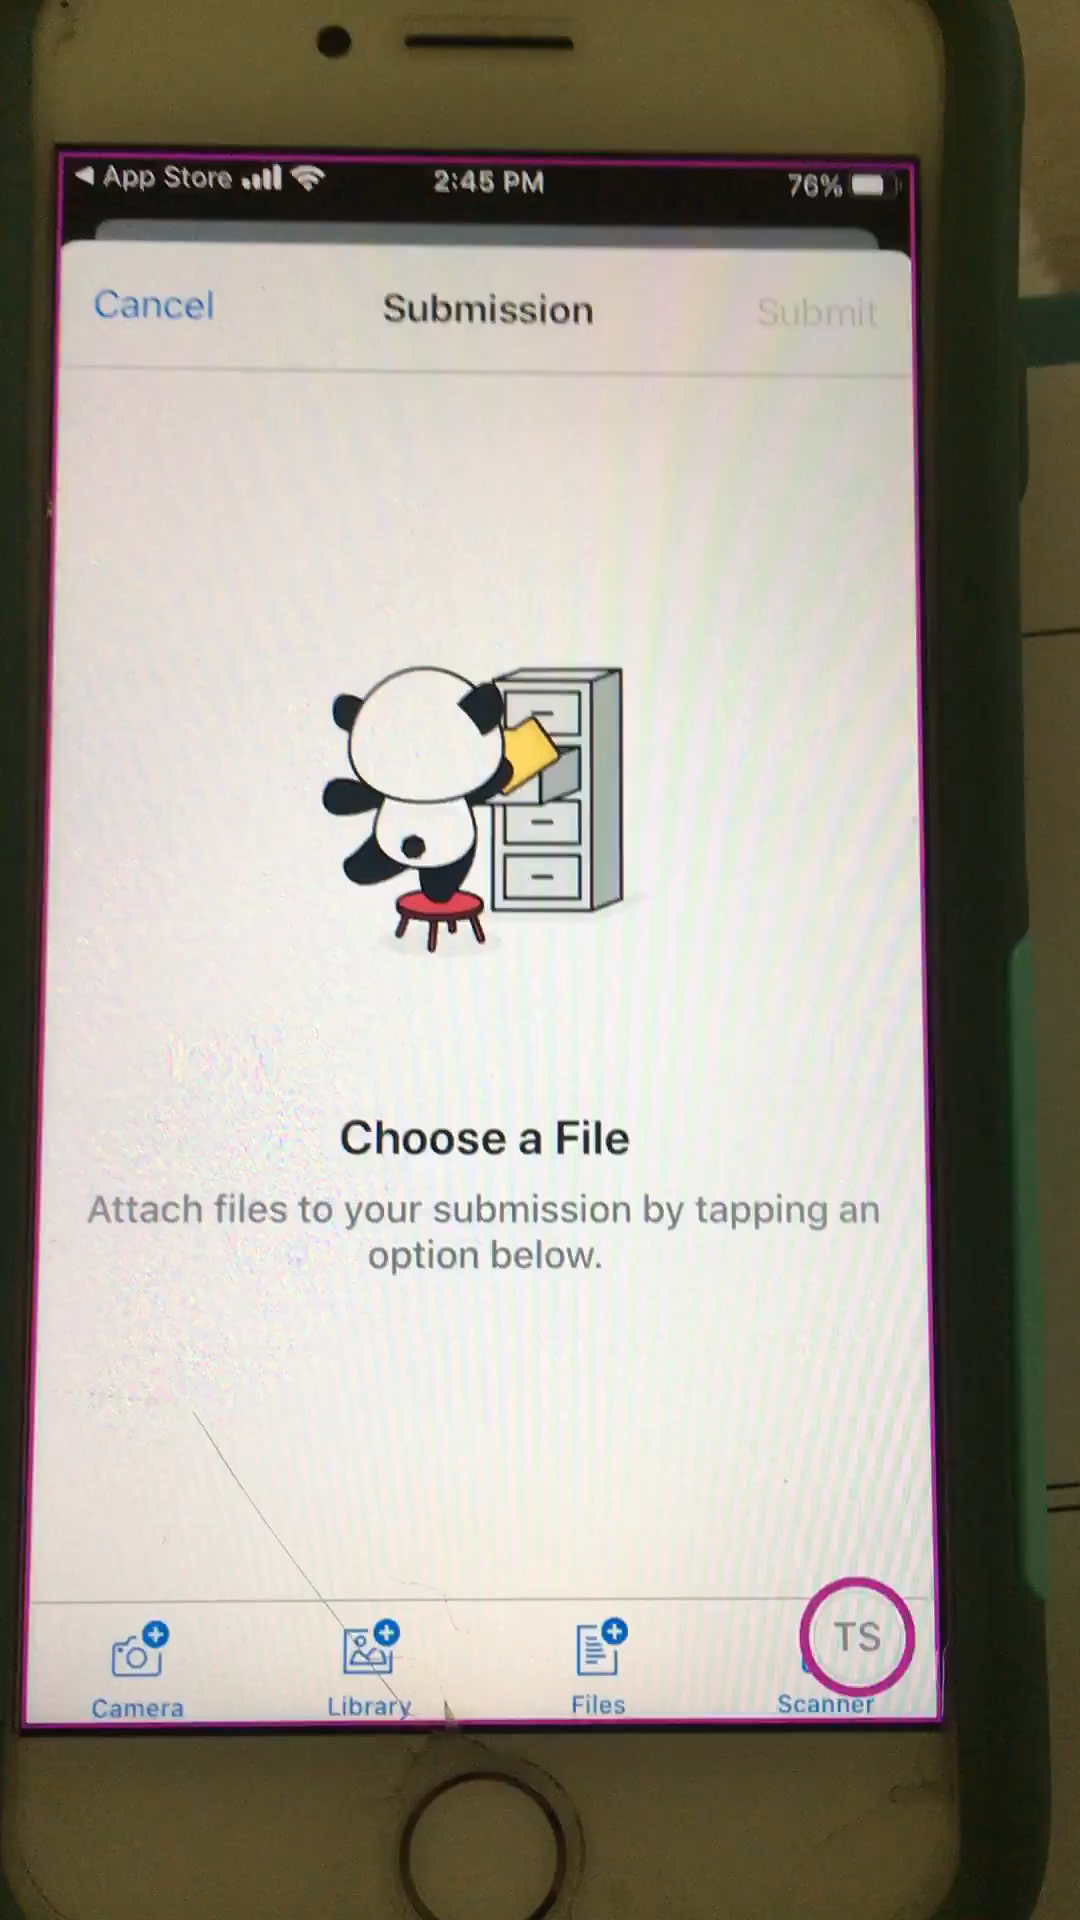 App Store
2:45 PM
76%
Cancel
Submission
Submit
Choose a File
Attach files to your submission by tapping an
option below.
Camera
Library
Files
TS
Scanner